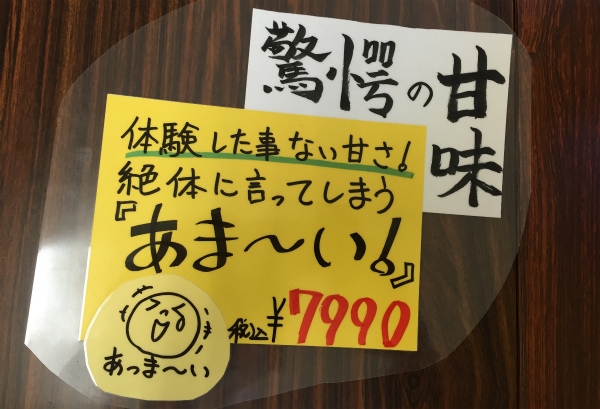 驚愕の甘味
体験した事ない甘さ!
絶体に言ってしまう
『あま〜い!』
税込¥7990
あっま〜い